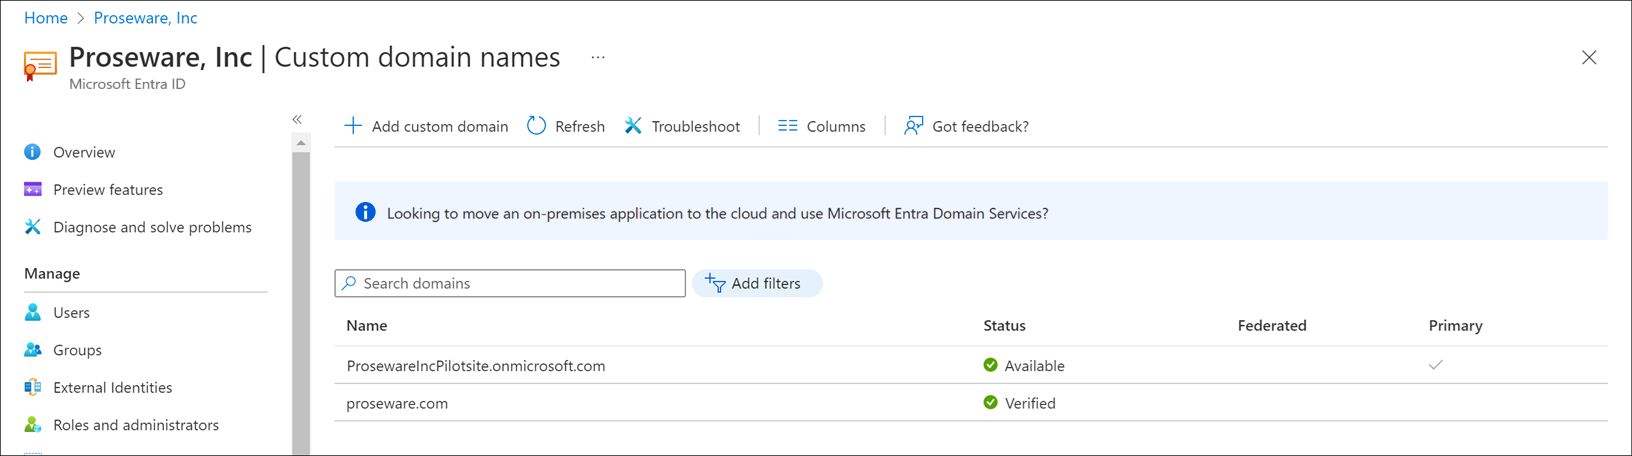 Home > Proseware, Inc
Proseware, Inc | Custom domain names ...
Microsoft Entra ID
«
Overview
Preview features
Diagnose and solve problems
Manage
Users
Groups
External Identities
Roles and administrators
+ Add custom domain Refresh Troubleshoot Columns Got feedback?
Looking to move an on-premises application to the cloud and use Microsoft Entra Domain Services?
Search domains Add filters
Name Status Federated Primary
ProsewareIncPilotsite.onmicrosoft.com Available
proseware.com Verified